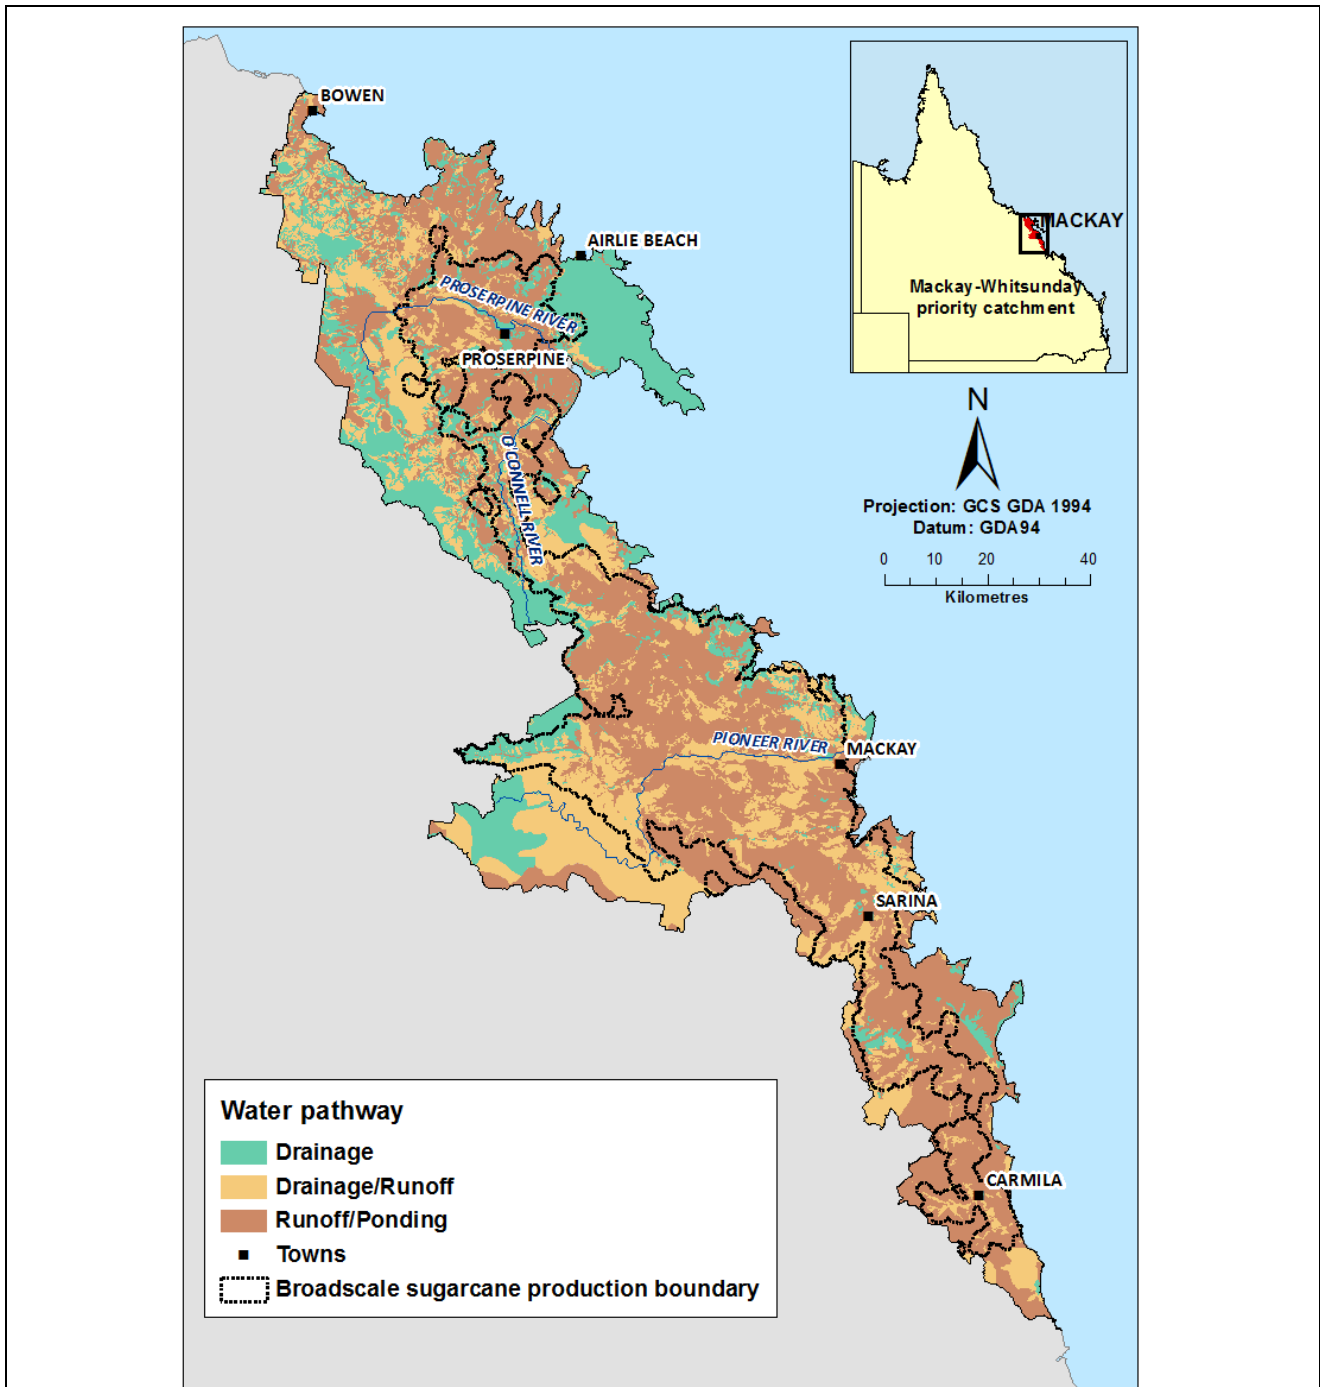 BOWEN
AIRLIE BEACH
PROSERPINE RIVER
PROSERPINE
O'CONNELL RIVER
PIONEER RIVER
MACKAY
SARINA
CARMILA
MACKAY
Mackay-Whitsunday
priority catchment
N
Projection: GCS GDA 1994
Datum: GDA94
0 10 20 40
Kilometres
Water pathway
Drainage
Drainage/Runoff
Runoff/Ponding
Towns
Broadscale sugarcane production boundary